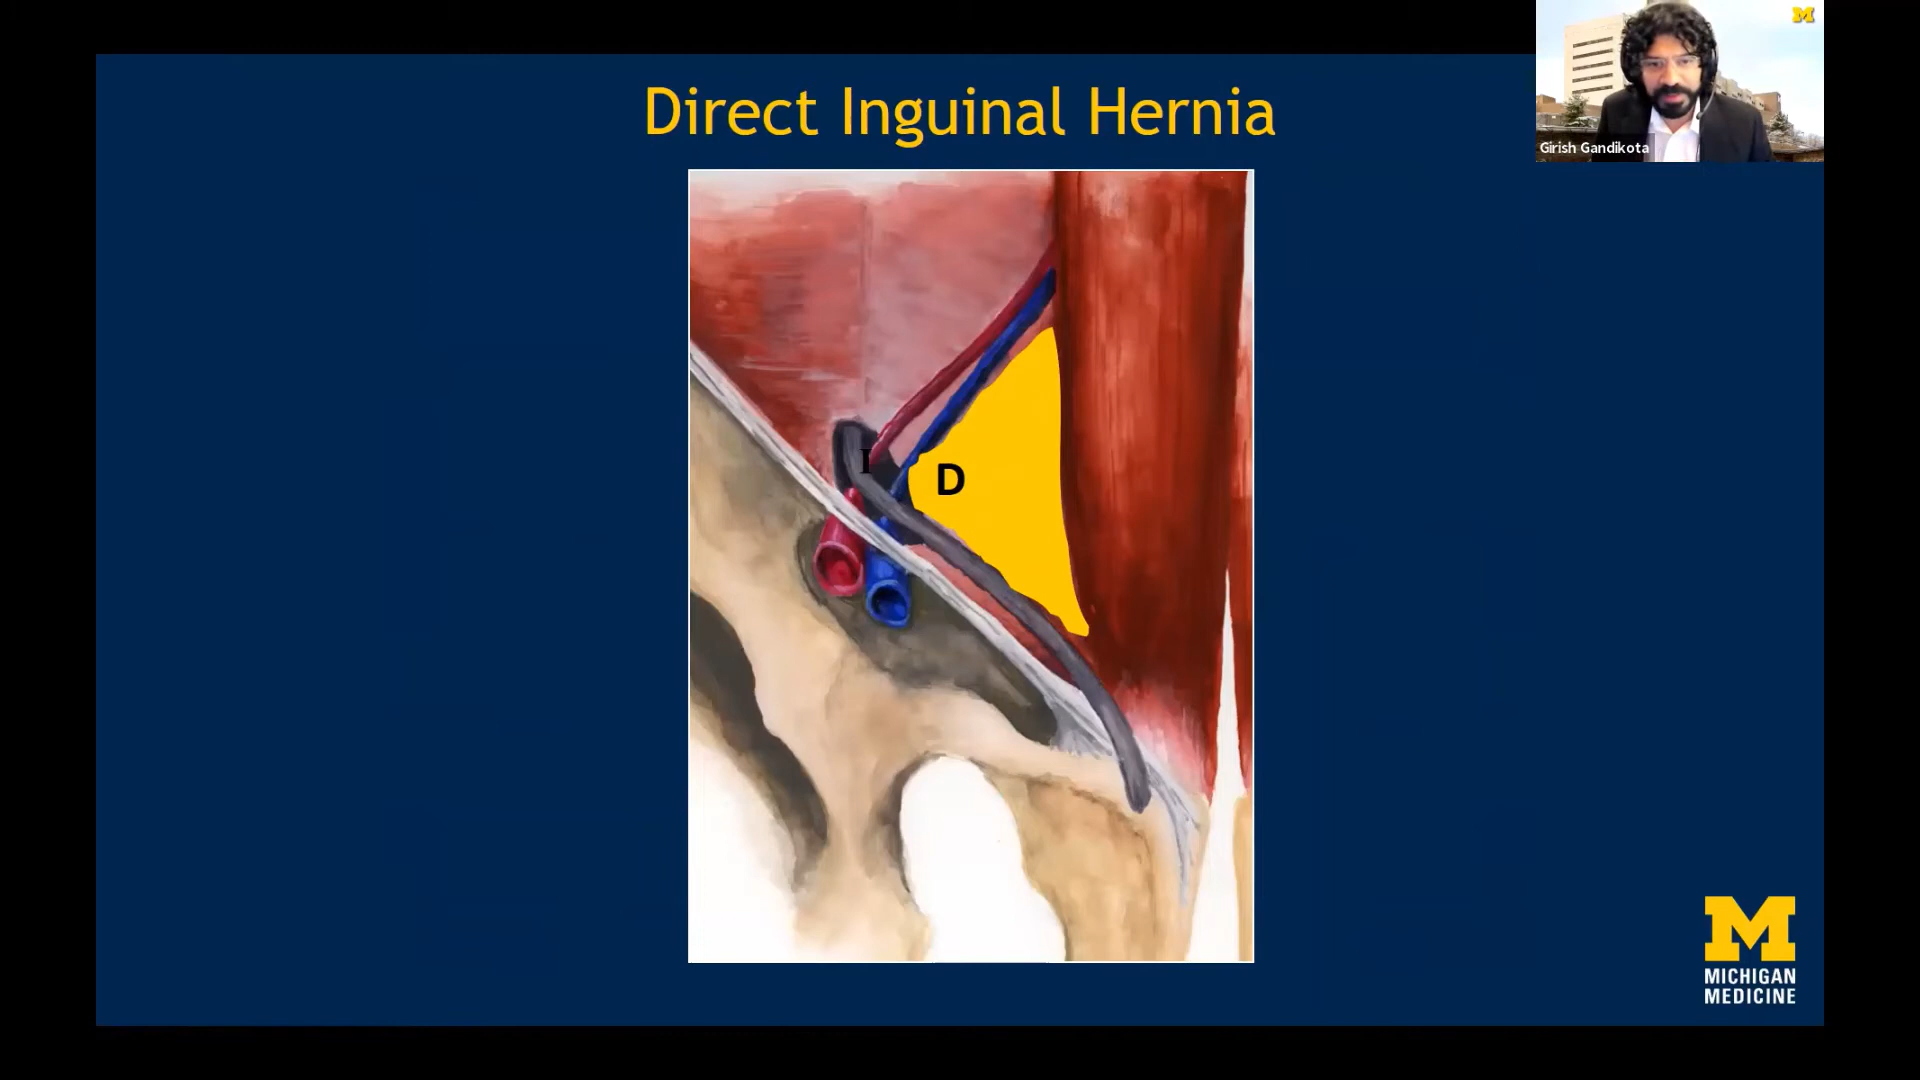 Direct Inguinal Hernia
M
Girish Gandikota
I
D
M
MICHIGAN
MEDICINE